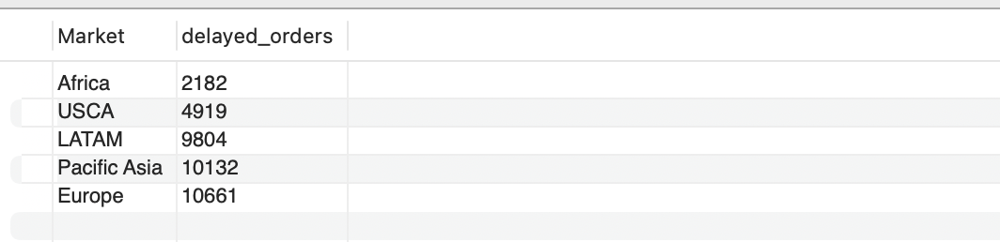 Market delayed_orders
Africa 2182
USCA 4919
LATAM 9804
Pacific Asia 10132
Europe 10661